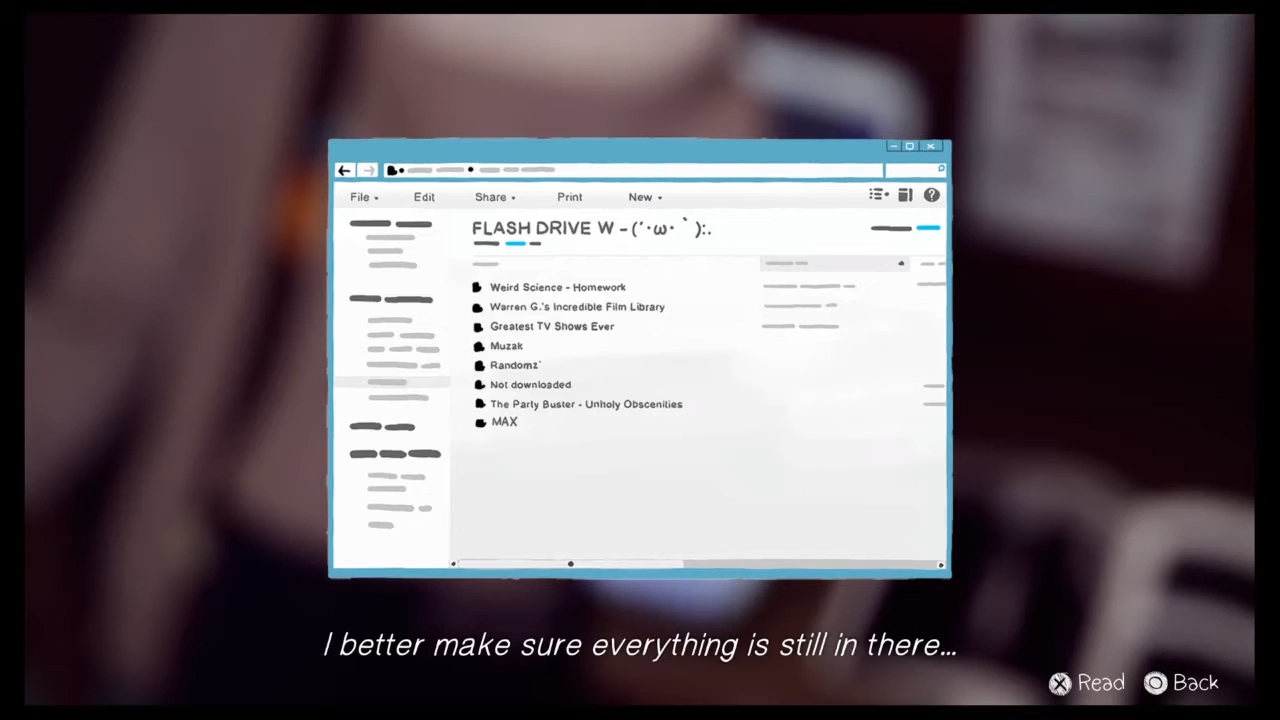 File Edit Share Print New
FLASH DRIVE W - (´･ω･`):.
Weird Science - Homework
Warren G.'s Incredible Film Library
Greatest TV Shows Ever
Muzak
Randomz'
Not downloaded
The Party Buster - Unholy Obscenities
MAX
I better make sure everything is still in there...
Read Back